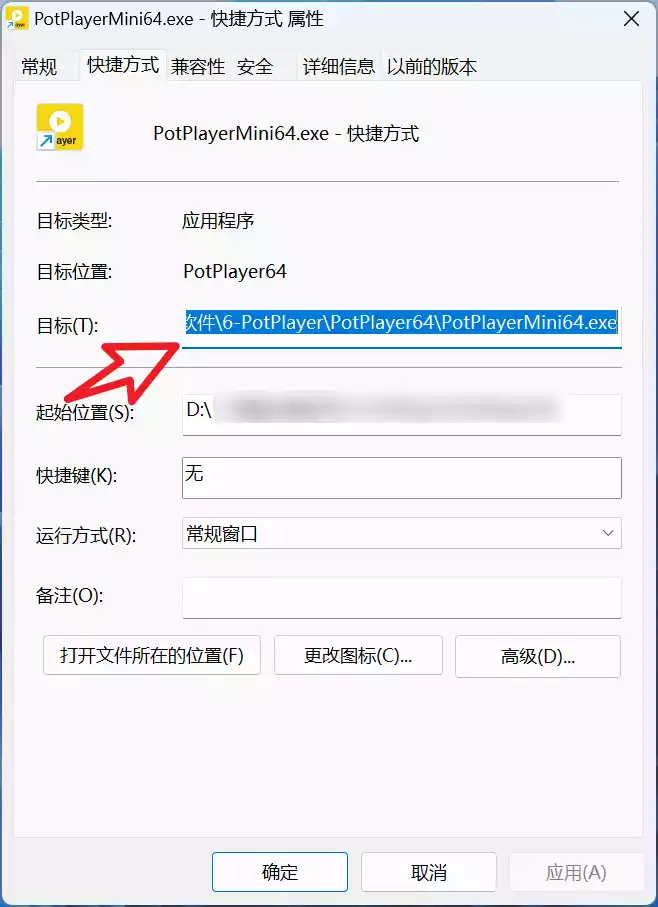 PotPlayerMini64.exe - 快捷方式 属性
常规 快捷方式 兼容性 安全 详细信息 以前的版本
ayer
PotPlayerMini64.exe - 快捷方式
目标类型: 应用程序
目标位置: PotPlayer64
目标(T): 软件\6-PotPlayer\PotPlayer64\PotPlayerMini64.exe
起始位置(S): D:\
快捷键(K): 无
运行方式(R): 常规窗口
备注(O):
打开文件所在的位置(F) 更改图标(C)... 高级(D)...
确定 取消 应用(A)